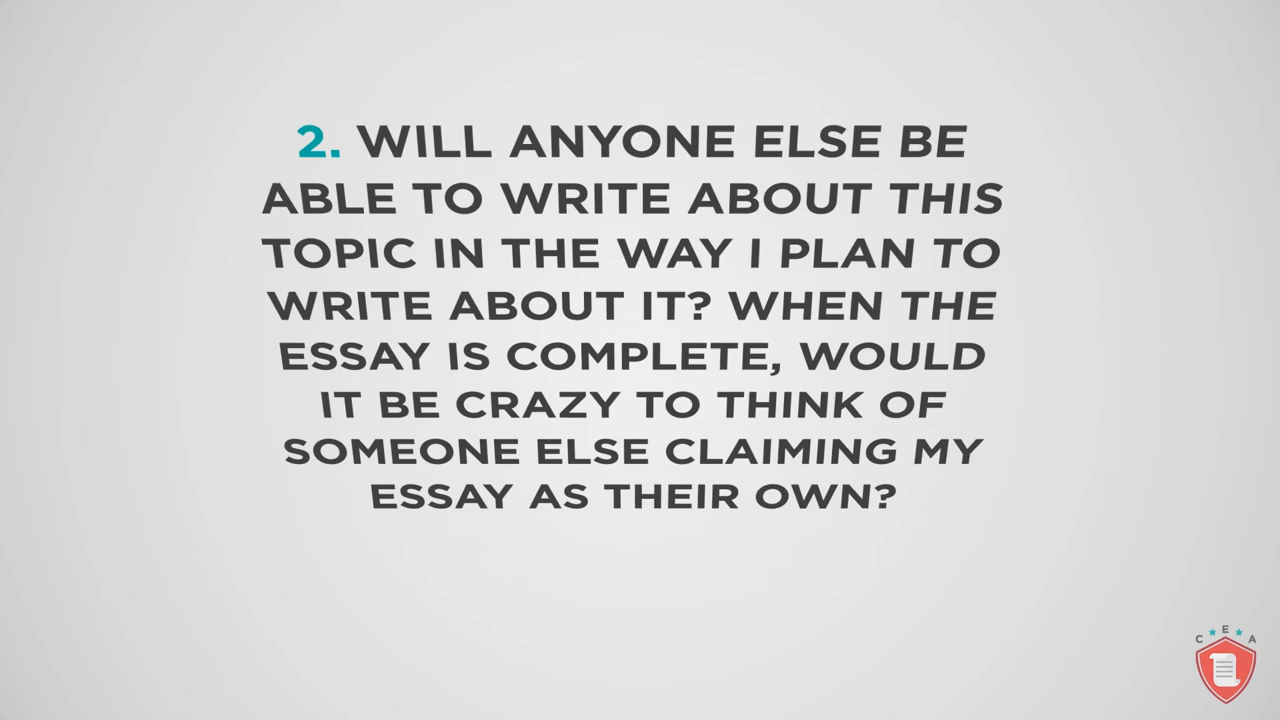 2. WILL ANYONE ELSE BE
ABLE TO WRITE ABOUT THIS
TOPIC IN THE WAY I PLAN TO
WRITE ABOUT IT? WHEN THE
ESSAY IS COMPLETE, WOULD
IT BE CRAZY TO THINK OF
SOMEONE ELSE CLAIMING MY
ESSAY AS THEIR OWN?
C E A